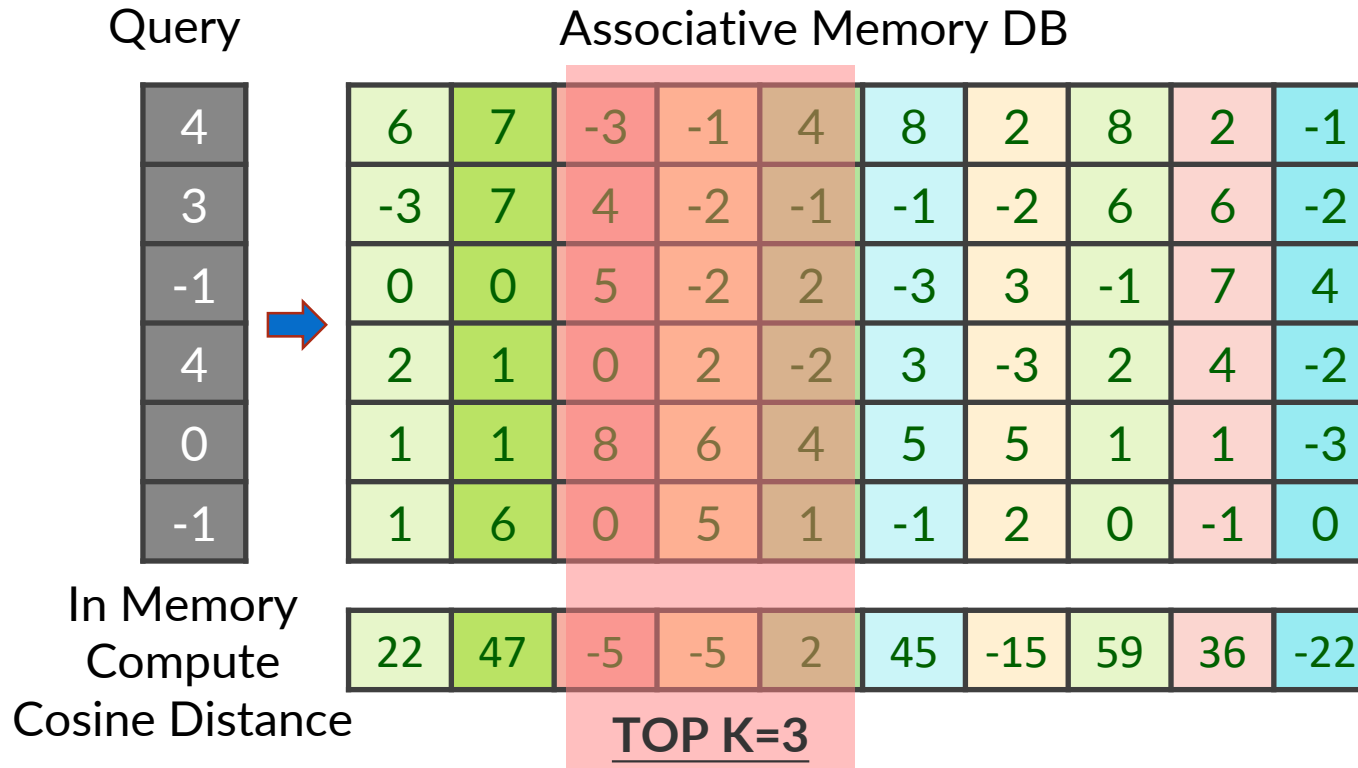 Query Associative Memory DB
4 6 7 -3 -1 4 8 2 8 2 -1
3 -3 7 4 -2 -1 -1 -2 6 6 -2
-1 0 0 5 -2 2 -3 3 -1 7 4
4 2 1 0 2 -2 3 -3 2 4 -2
0 1 1 8 6 4 5 5 1 1 -3
-1 1 6 0 5 1 -1 2 0 -1 0
In Memory
Compute
Cosine Distance
22 47 -5 -5 2 45 -15 59 36 -22
TOP K=3